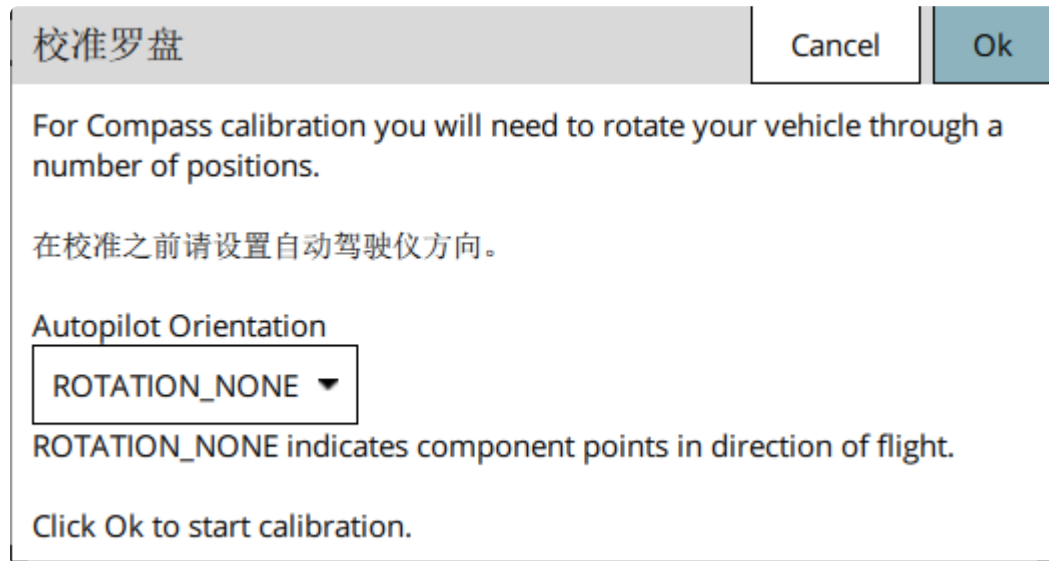 校准罗盘
Cancel
Ok
For Compass calibration you will need to rotate your vehicle through a
number of positions.
在校准之前请设置自动驾驶仪方向。
Autopilot Orientation
ROTATION_NONE
ROTATION_NONE indicates component points in direction of flight.
Click Ok to start calibration.